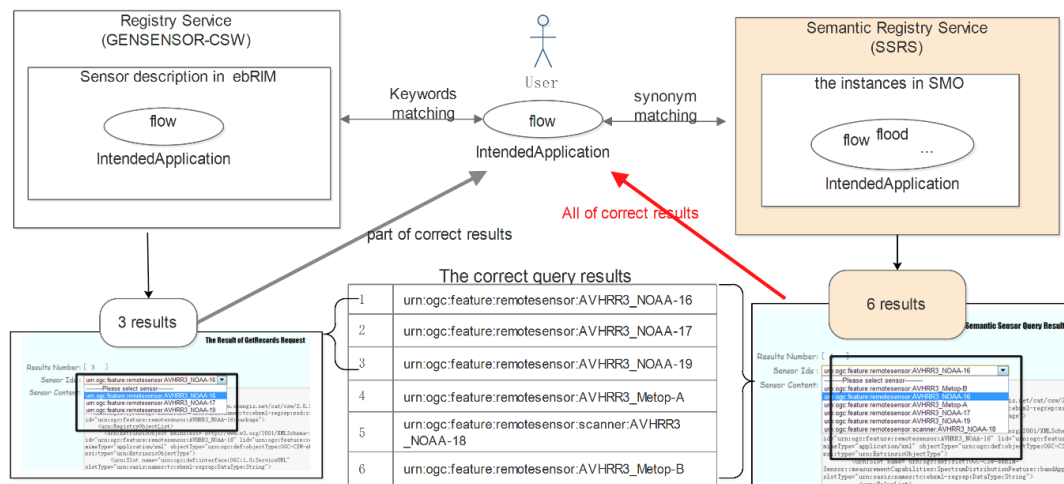 Registry Service
(GENSENSOR-CSW)
Sensor description in ebRIM
flow
IntendedApplication
Keywords
matching
User
flow
IntendedApplication
synonym
matching
Semantic Registry Service
(SSRS)
the instances in SMO
flow flood
...
IntendedApplication
part of correct results
All of correct results
3 results
The Result of GetRecords Request
Results Number: [ 3 ]
Sensor Ids: urn:ogc:feature:remotesensor:AVHRR3_NOAA-16
Sensor Content:
--------Please select sensor--------
urn:ogc:feature:remotesensor:AVHRR3_NOAA-16
urn:ogc:feature:remotesensor:AVHRR3_NOAA-17
urn:ogc:feature:remotesensor:AVHRR3_NOAA-19
<urn:RegistryObjectList>
The correct query results
1 urn:ogc:feature:remotesensor:AVHRR3_NOAA-16
2 urn:ogc:feature:remotesensor:AVHRR3_NOAA-17
3 urn:ogc:feature:remotesensor:AVHRR3_NOAA-19
4 urn:ogc:feature:remotesensor:AVHRR3_Metop-A
5 urn:ogc:feature:remotesensor:scanner:AVHRR3
_NOAA-18
6 urn:ogc:feature:remotesensor:AVHRR3_Metop-B
6 results
Semantic Sensor Query Result
Results Number: [
Sensor Ids: urn:ogc:feature:remotesensor:AVHRR3_NOAA-16
Sensor Content:
--------Please select sensor--------
urn:ogc:feature:remotesensor:AVHRR3_Metop-B
urn:ogc:feature:remotesensor:AVHRR3_NOAA-16
urn:ogc:feature:remotesensor:AVHRR3_Metop-A
urn:ogc:feature:remotesensor:AVHRR3_NOAA-17
urn:ogc:feature:remotesensor:AVHRR3_NOAA-19
urn:ogc:feature:remotesensor:scanner:AVHRR3_NOAA-18